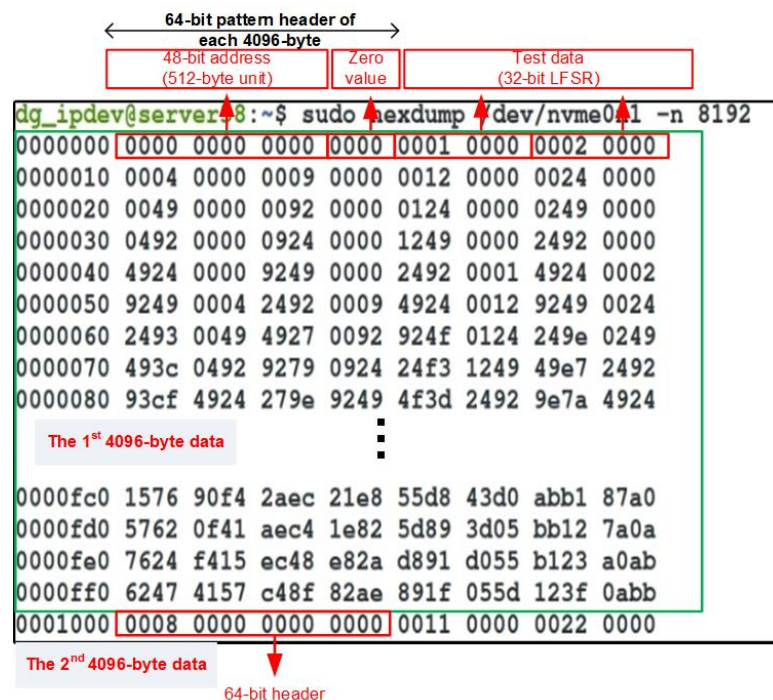 64-bit pattern header of
each 4096-byte
48-bit address
(512-byte unit)
Zero
value
Test data
(32-bit LFSR)
dg_ipdev@server58:~$ sudo hexdump /dev/nvme0n1 -n 8192
0000000 0000 0000 0000 0000 0001 0000 0002 0000
0000010 0004 0000 0009 0000 0012 0000 0024 0000
0000020 0049 0000 0092 0000 0124 0000 0249 0000
0000030 0492 0000 0924 0000 1249 0000 2492 0000
0000040 4924 0000 9249 0000 2492 0001 4924 0002
0000050 9249 0004 2492 0009 4924 0012 9249 0024
0000060 2493 0049 4927 0092 924f 0124 249e 0249
0000070 493c 0492 9279 0924 24f3 1249 49e7 2492
0000080 93cf 4924 279e 9249 4f3d 2492 9e7a 4924
The 1st 4096-byte data
0000fc0 1576 90f4 2aec 21e8 55d8 43d0 abb1 87a0
0000fd0 5762 0f41 aec4 1e82 5d89 3d05 bb12 7a0a
0000fe0 7624 f415 ec48 e82a d891 d055 b123 a0ab
0000ff0 6247 4157 c48f 82ae 891f 055d 123f 0abb
0001000 0008 0000 0000 0000 0011 0000 0022 0000
The 2nd 4096-byte data
64-bit header